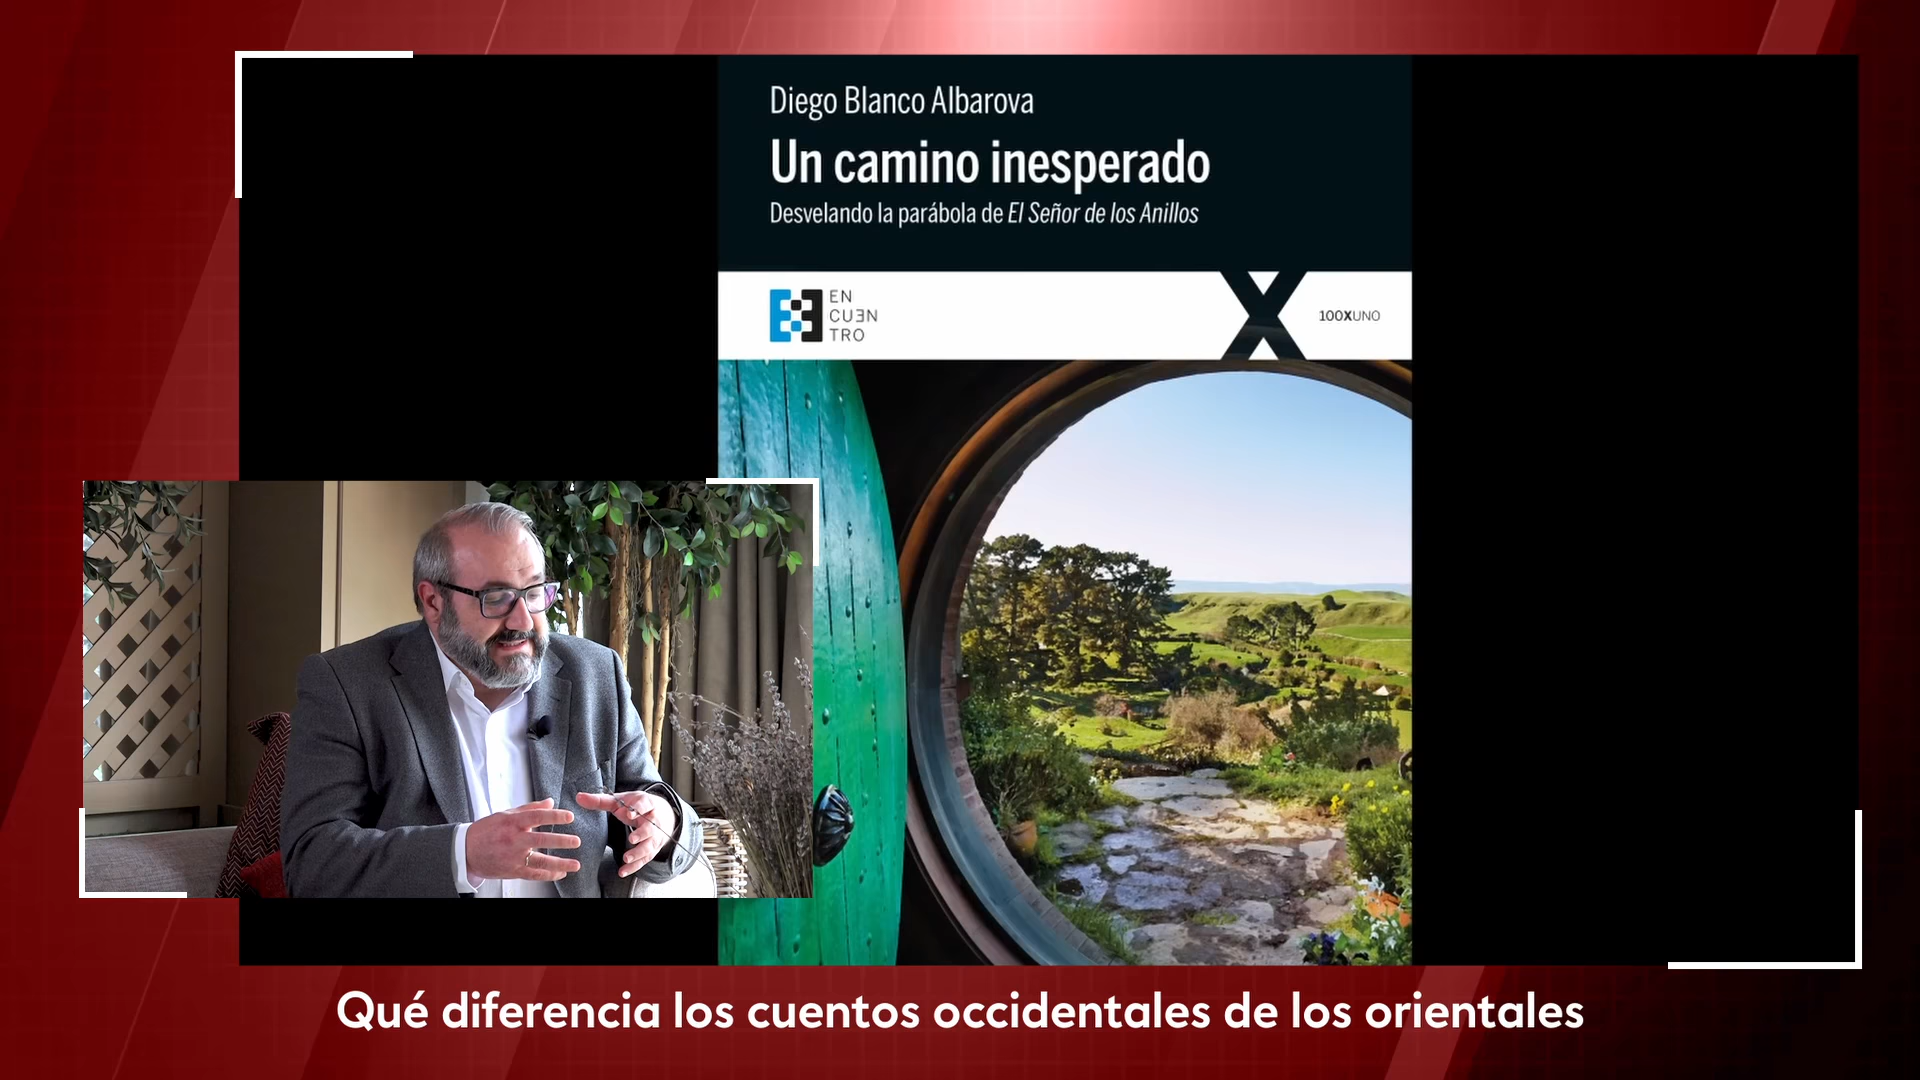 Diego Blanco Albarova
Un camino inesperado
Desvelando la parábola de El Señor de los Anillos
EN
CUEN
TRO
100XUNO
Qué diferencia los cuentos occidentales de los orientales